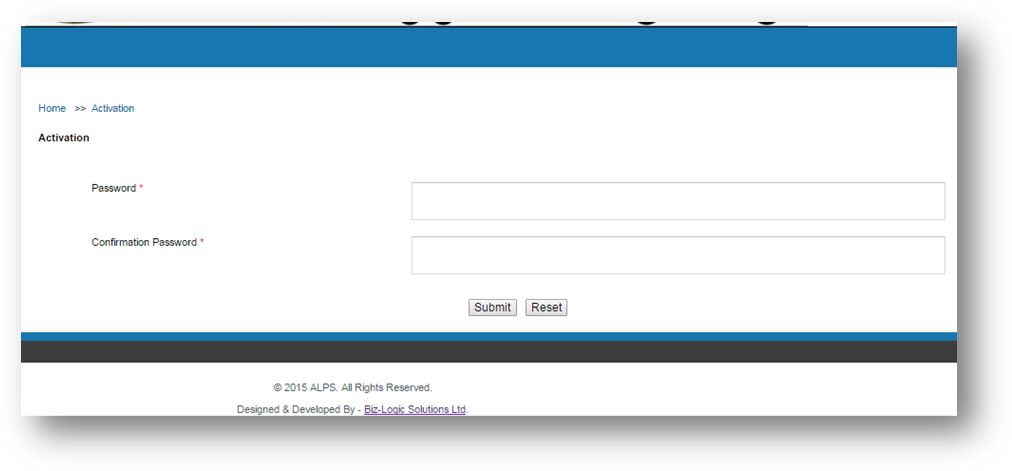 Home >> Activation
Activation
Password *
Confirmation Password *
Submit Reset
© 2015 ALPS. All Rights Reserved.
Designed & Developed By - Biz-Logic Solutions Ltd.